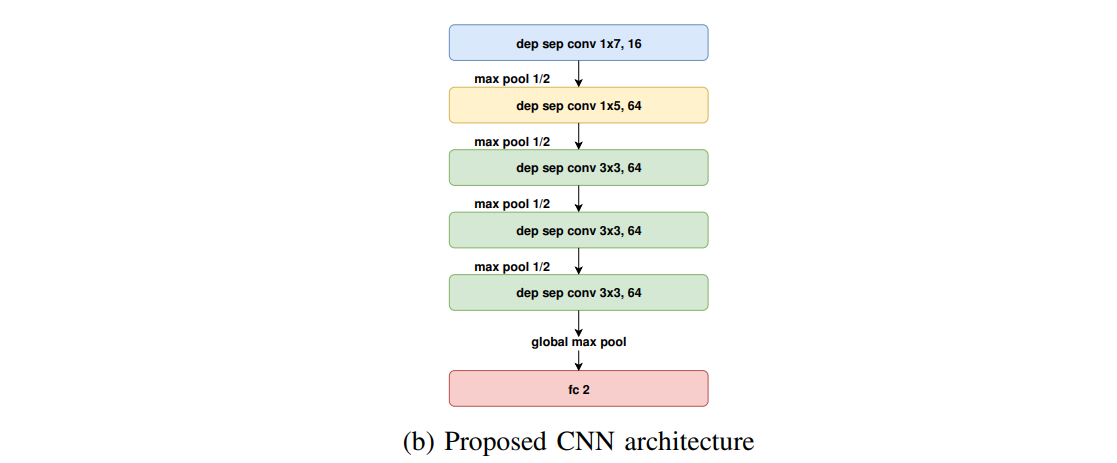 dep sep conv 1x7, 16
max pool 1/2
dep sep conv 1x5, 64
max pool 1/2
dep sep conv 3x3, 64
max pool 1/2
dep sep conv 3x3, 64
max pool 1/2
dep sep conv 3x3, 64
global max pool
fc 2
(b) Proposed CNN architecture